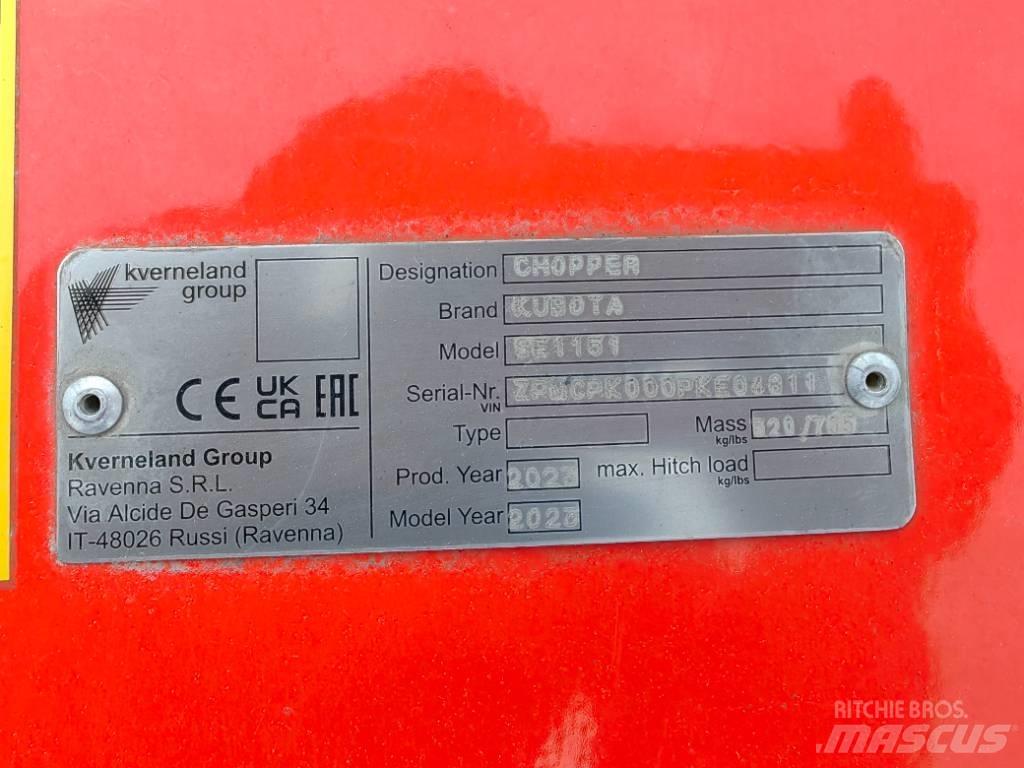 kverneland
group
CE UK CA EAC
Kverneland Group
Ravenna S.R.L.
Via Alcide De Gasperi 34
IT-48026 Russi (Ravenna)
Designation CHOPPER
Brand KUBOTA
Model SE1151
Serial-Nr.
VIN
Type
Mass
kg/lbs
Prod. Year 2023
max. Hitch load
kg/lbs
Model Year 2023
RITCHIE BROS.
MASCUS